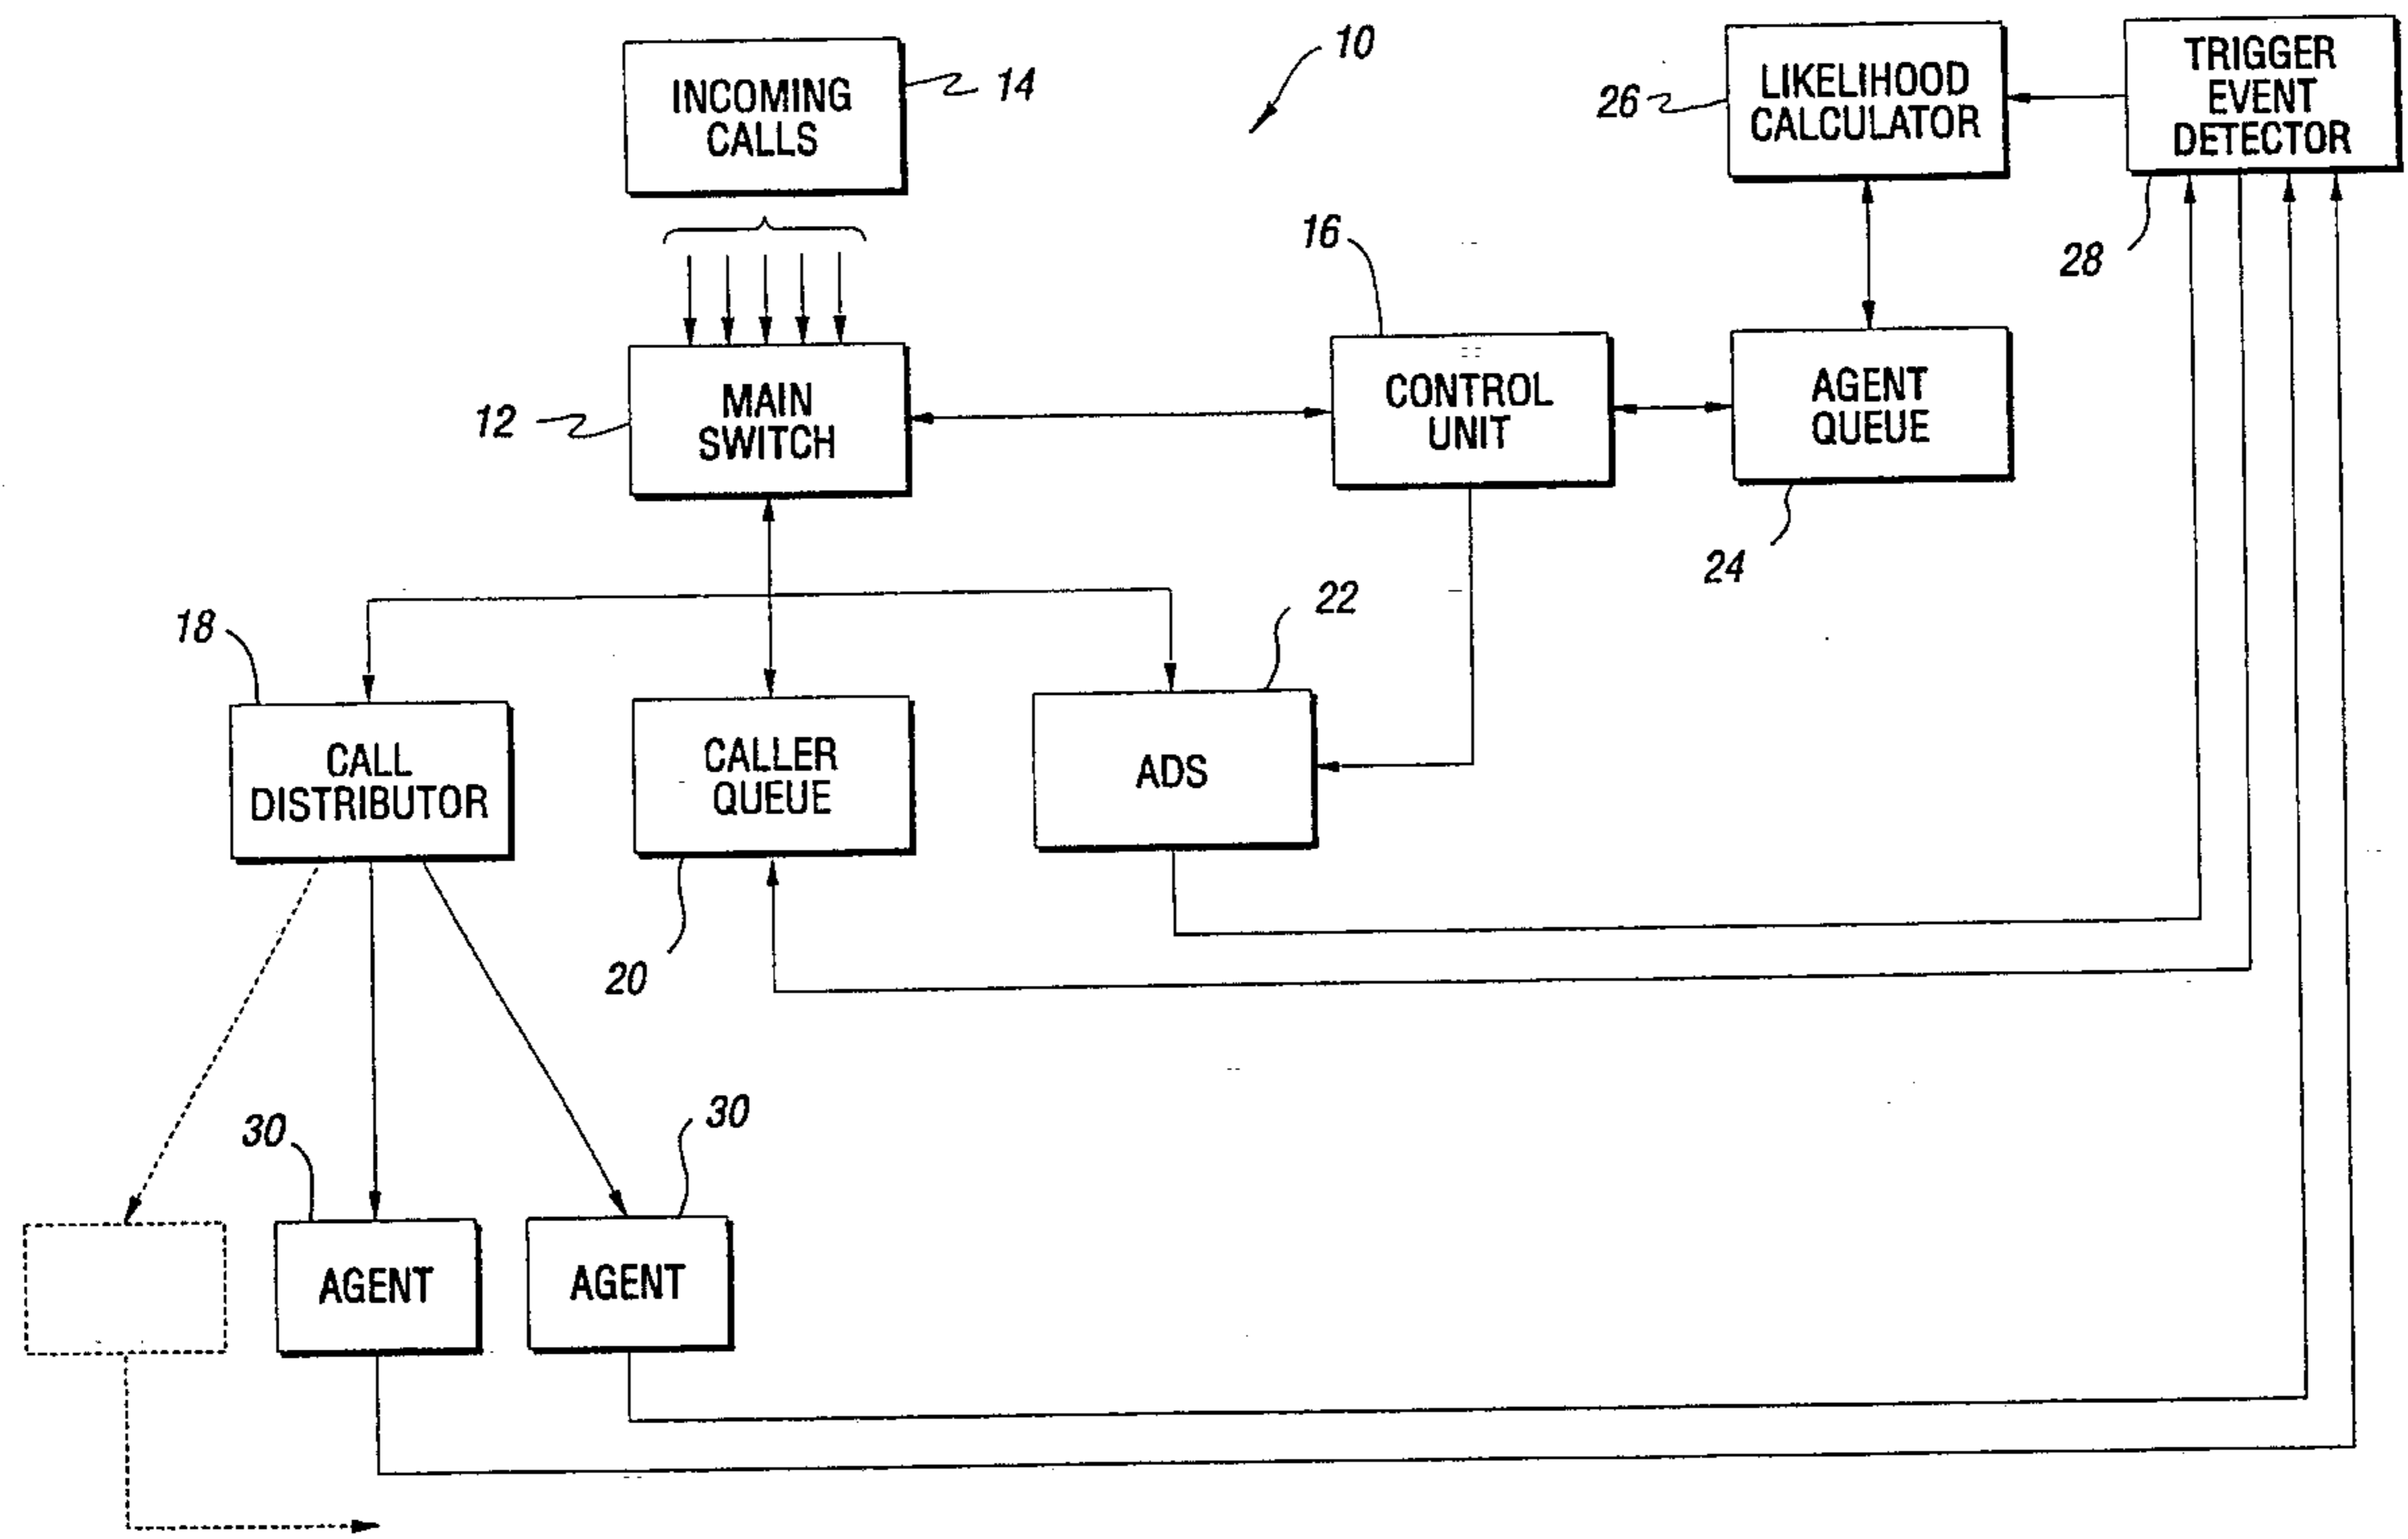 INCOMING
CALLS
14
10
26
LIKELIHOOD
CALCULATOR
TRIGGER
EVENT
DETECTOR
28
16
12
MAIN
SWITCH
CONTROL
UNIT
AGENT
QUEUE
24
18
22
CALL
DISTRIBUTOR
CALLER
QUEUE
ADS
20
30
30
AGENT
AGENT